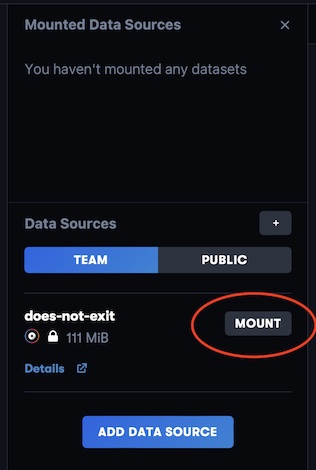 Mounted Data Sources ×
You haven't mounted any datasets
Data Sources +
TEAM PUBLIC
does-not-exit
MOUNT
111 MiB
Details
ADD DATA SOURCE